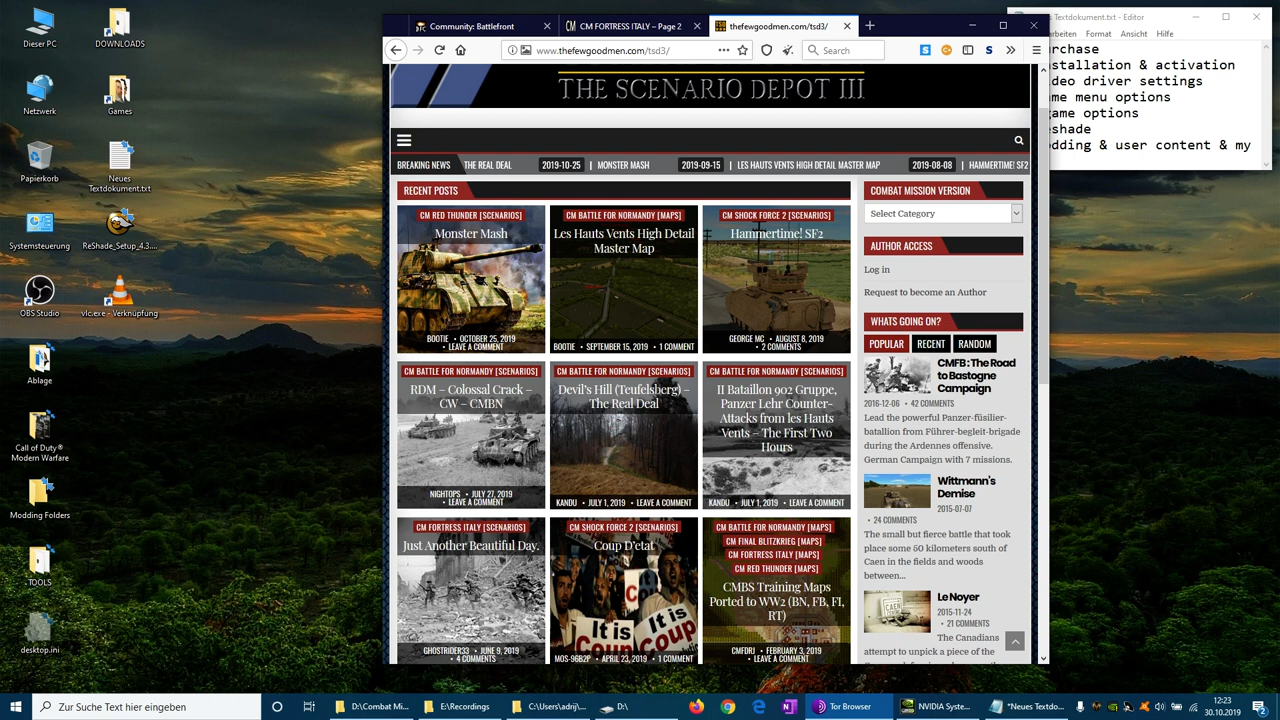 Dieser PC
DOWNLOADS
Netzwerk
Games
Papierkorb
Neues
Textdokument.txt
Systemsteuerung
ReShade_Setup_4.3....
OBS Studio
vlc.exe - Verknüpfung
Ablage
Call of Duty®
Modern Warfare
Modding Folders
TOOLS
desktop.ini
Community: Battlefront
CM FORTRESS ITALY – Page 2
thefewgoodmen.com/tsd3/
www.thefewgoodmen.com/tsd3/
Search
THE SCENARIO DEPOT III
BREAKING NEWS
THE REAL DEAL
2019-10-25 | MONSTER MASH
2019-09-15 | LES HAUTS VENTS HIGH DETAIL MASTER MAP
2019-08-08 | HAMMERTIME! SF2
RECENT POSTS
CM RED THUNDER [SCENARIOS]
Monster Mash
BOOTIE • OCTOBER 25, 2019
• LEAVE A COMMENT
CM BATTLE FOR NORMANDY [MAPS]
Les Hauts Vents High Detail
Master Map
BOOTIE • SEPTEMBER 15, 2019 • 1 COMMENT
CM SHOCK FORCE 2 [SCENARIOS]
Hammertime! SF2
GEORGE MC • AUGUST 8, 2019
• 2 COMMENTS
CM BATTLE FOR NORMANDY [SCENARIOS]
RDM – Colossal Crack –
CW – CMBN
NIGHTOPS • JULY 27, 2019
• LEAVE A COMMENT
CM BATTLE FOR NORMANDY [SCENARIOS]
Devil's Hill (Teufelsberg) –
The Real Deal
KANDU • JULY 1, 2019 • LEAVE A COMMENT
CM BATTLE FOR NORMANDY [SCENARIOS]
II Bataillon 902 Gruppe,
Panzer Lehr Counter-
Attacks from les Hauts
Vents – The First Two
Hours
KANDU • JULY 1, 2019 • LEAVE A COMMENT
CM FORTRESS ITALY [SCENARIOS]
Just Another Beautiful Day.
GHOSTRIDER33 • JUNE 9, 2019
• 4 COMMENTS
CM SHOCK FORCE 2 [SCENARIOS]
Coup D'etat
It is
Coup
It is
Coup
MOS-96B2P • APRIL 23, 2019 • 1 COMMENT
CM BATTLE FOR NORMANDY [MAPS]
CM FINAL BLITZKRIEG [MAPS]
CM FORTRESS ITALY [MAPS]
CM RED THUNDER [MAPS]
CMBS Training Maps
Ported to WW2 (BN, FB, FI,
RT)
CMFDRJ • FEBRUARY 3, 2019
• LEAVE A COMMENT
COMBAT MISSION VERSION
Select Category
AUTHOR ACCESS
Log in
Request to become an Author
WHATS GOING ON?
POPULAR
RECENT
RANDOM
CMFB : The Road
to Bastogne
Campaign
2016-12-06 • 42 COMMENTS
Lead the powerful Panzer-füsilier-
batallion from Führer-begleit-brigade
during the Ardennes offensive.
German Campaign with 7 missions.
Wittmann's
Demise
2015-07-07
• 24 COMMENTS
The small but fierce battle that took
place some 50 kilometers south of
Caen in the fields and woods
between...
Le Noyer
2015-11-24
• 21 COMMENTS
The Canadians
attempt to unpick a piece of the
s Textdokument.txt - Editor
arbeiten Format Ansicht Hilfe
urchase
nstallation & activation
ideo driver settings
ame menu options
game options
eshade
odding & user content & my
Zur Suche Text hier eingeben
D:\Combat Mi...
E:\Recordings
C:\Users\adrij\...
D:\
Tor Browser
NVIDIA Syste...
*Neues Textdo...
12:23
30.10.2019
2